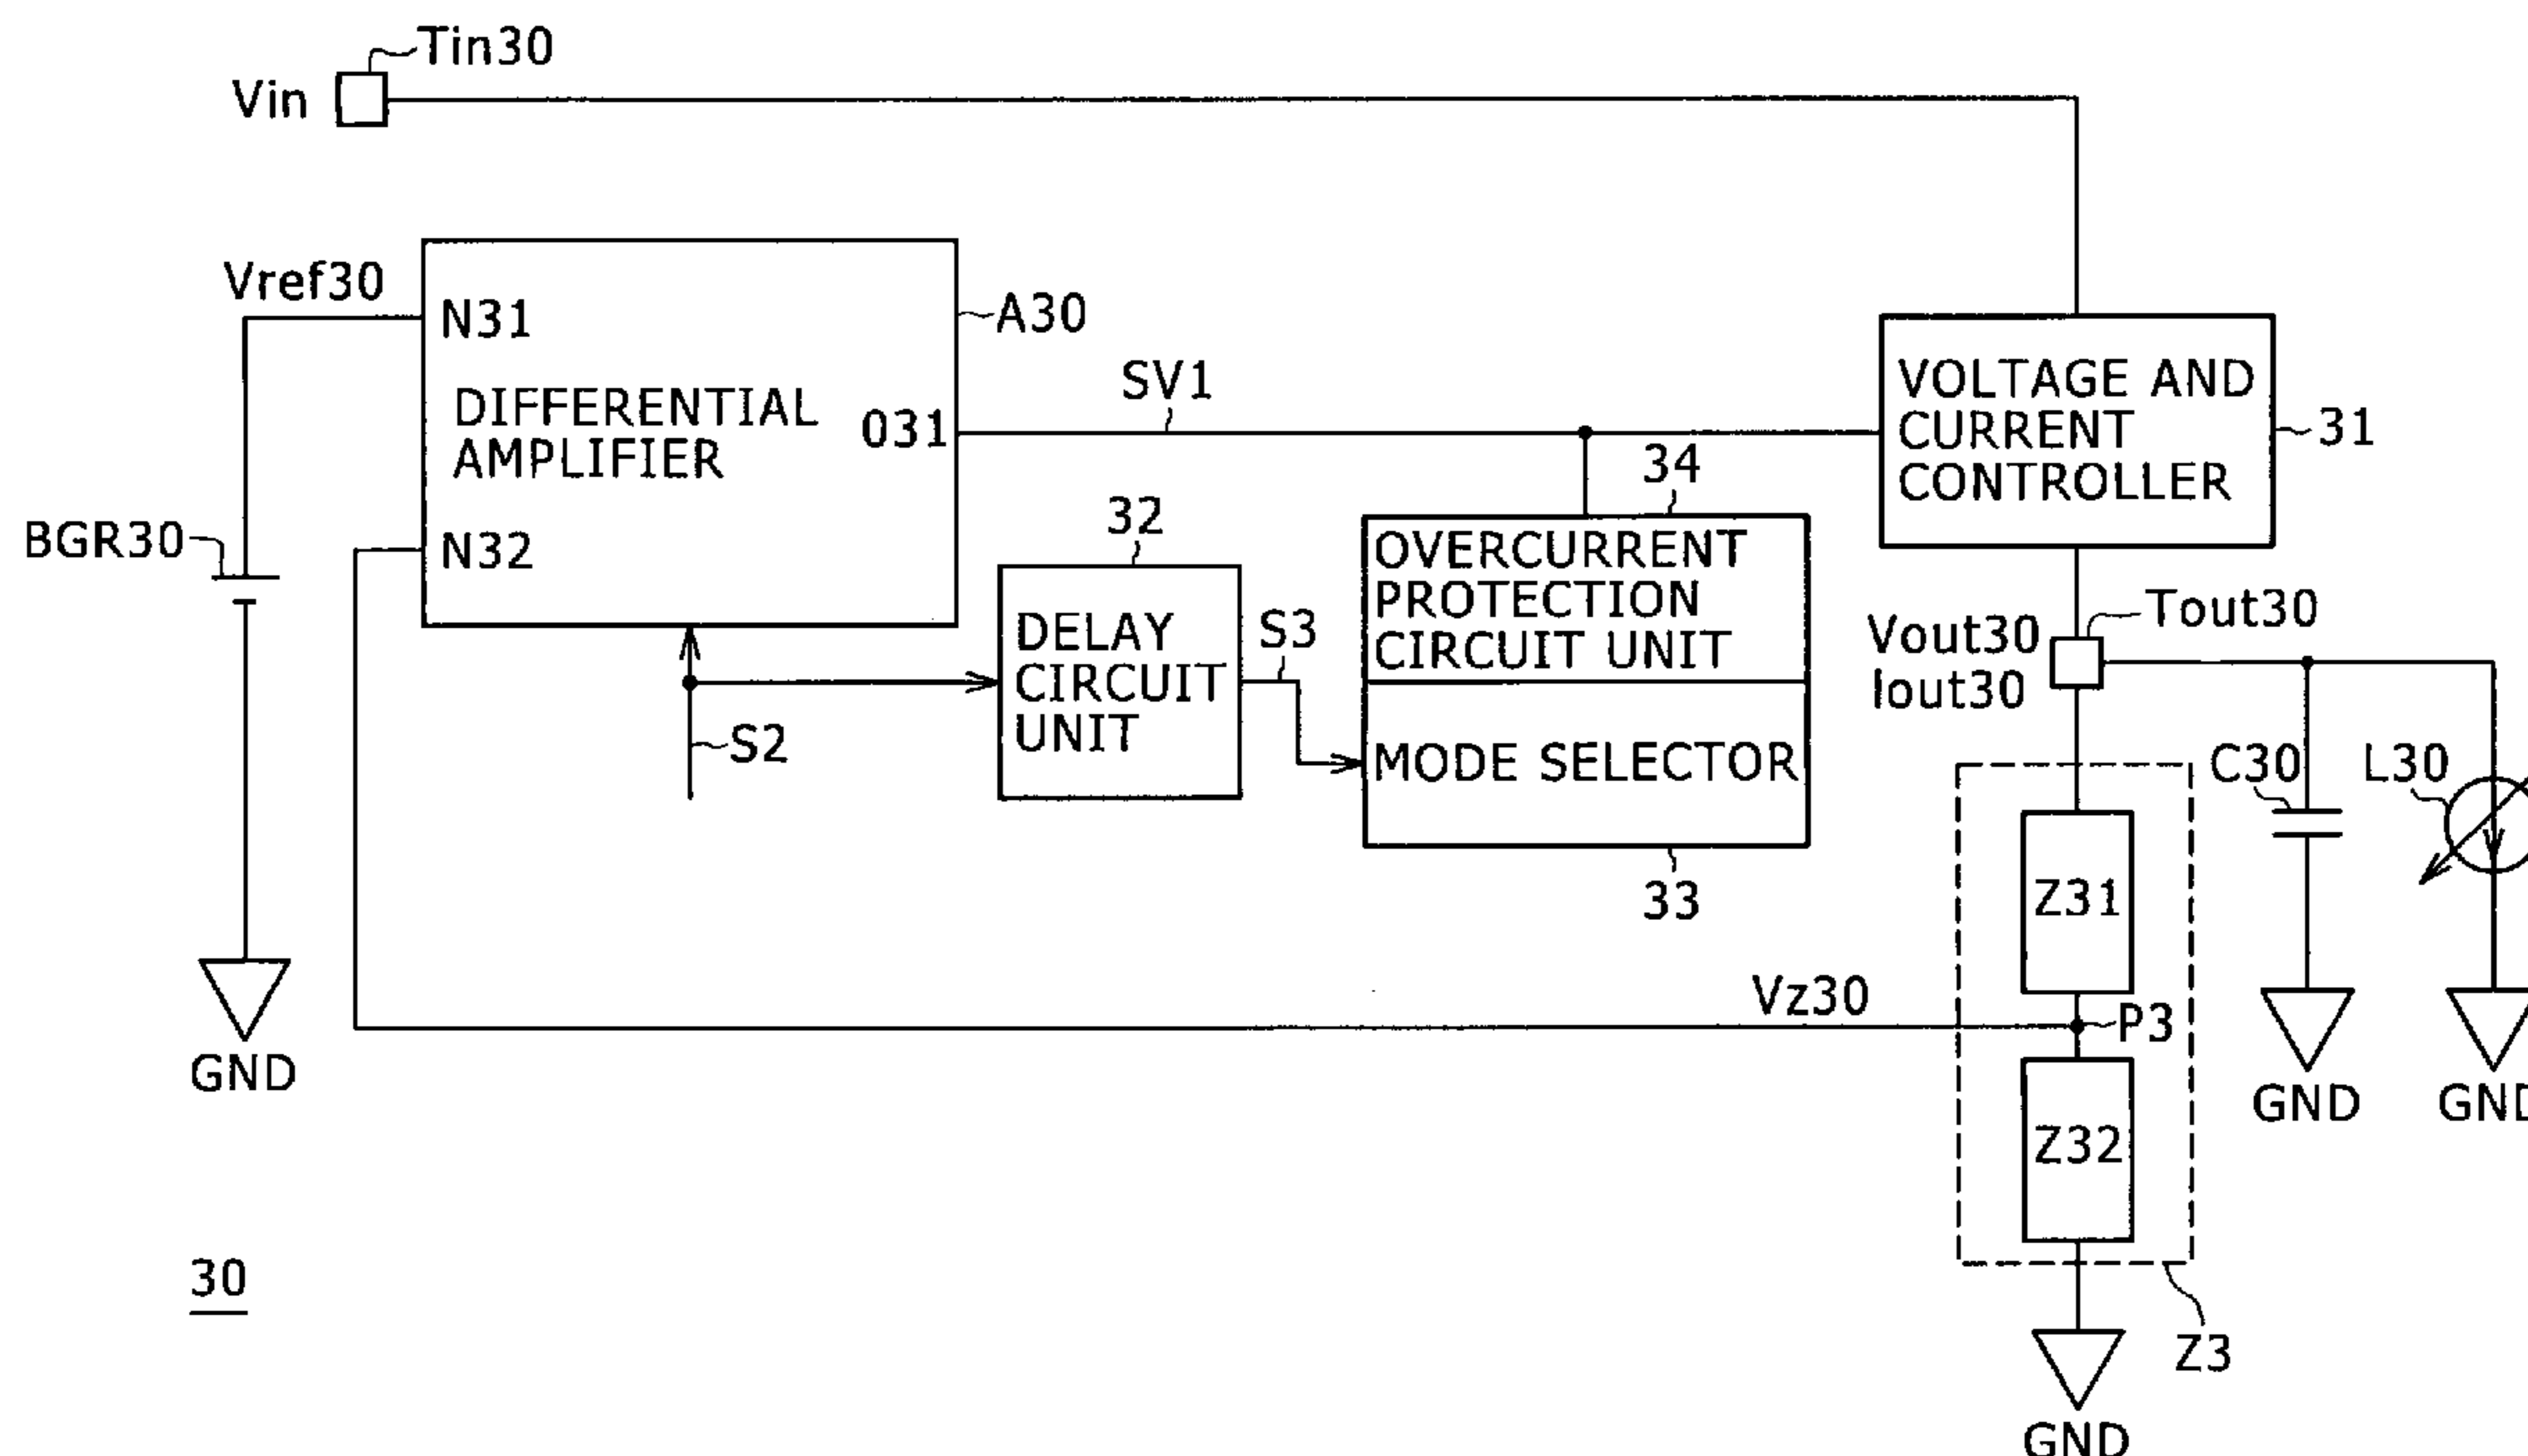 Tin30
Vin
Vref30
N31
A30
DIFFERENTIAL
AMPLIFIER
O31
SV1
VOLTAGE AND
CURRENT
CONTROLLER
31
34
BGR30
N32
32
OVERCURRENT
PROTECTION
CIRCUIT UNIT
DELAY
CIRCUIT
UNIT
S3
Tout30
Vout30
Iout30
S2
MODE SELECTOR
33
C30
L30
Z31
Vz30
P3
GND
Z32
GND
GND
30
Z3
GND